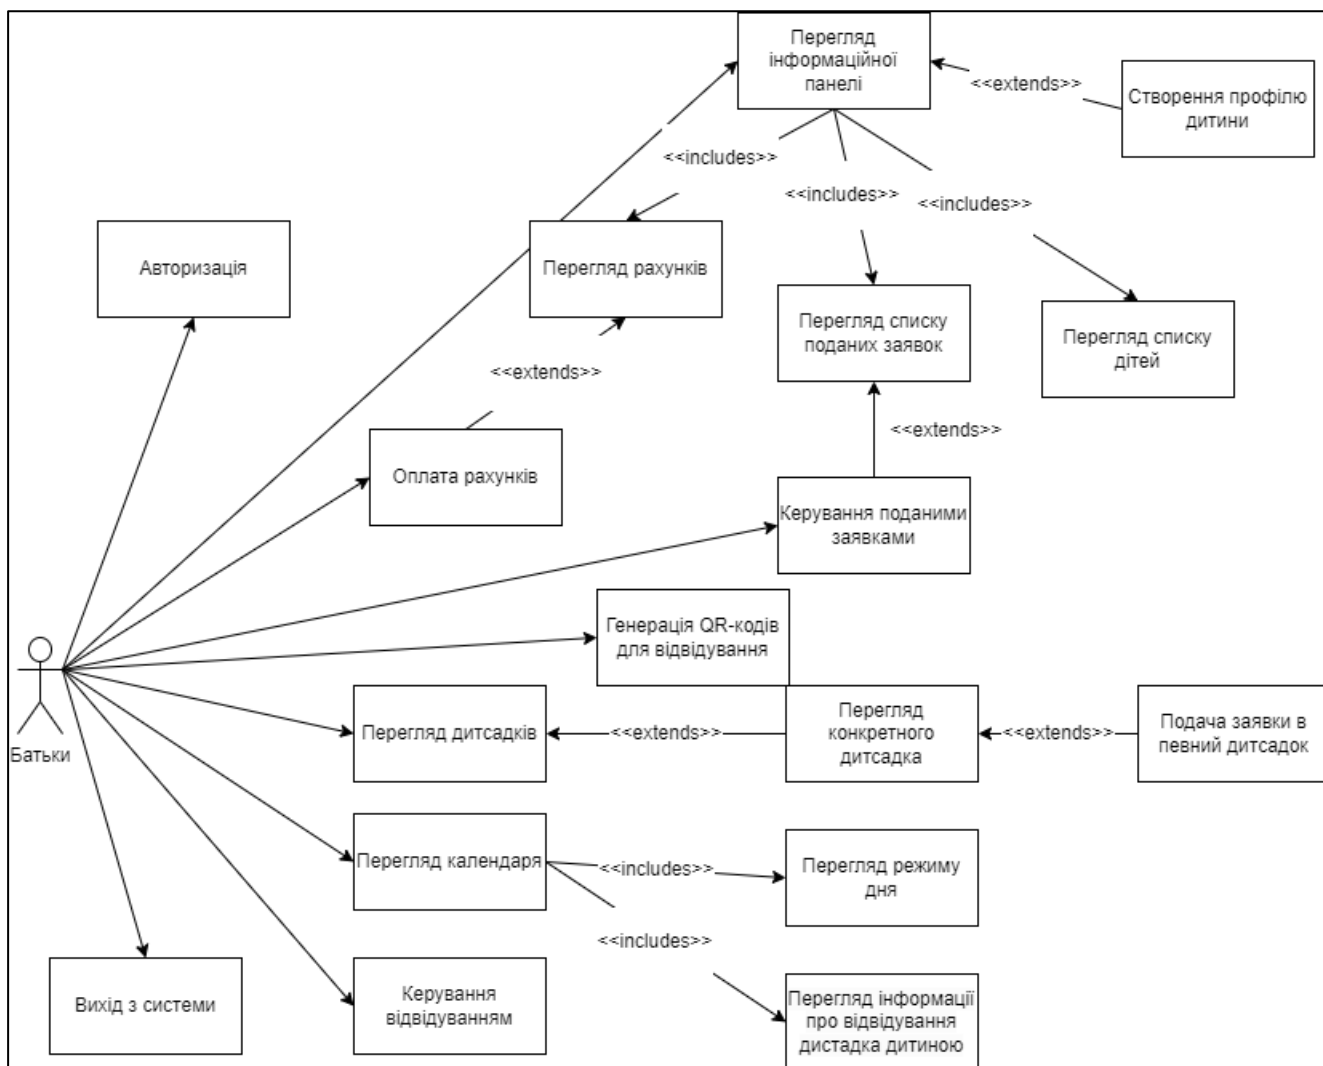 Перегляд
інформаційної
панелі
<<extends>>
Створення профілю
дитини
<<includes>>
<<includes>>
<<includes>>
Авторизація
Перегляд рахунків
Перегляд списку
поданих заявок
Перегляд списку
дітей
<<extends>>
<<extends>>
Оплата рахунків
Керування поданими
заявками
Генерація QR-кодів
для відвідування
Батьки
Перегляд дитсадків
<<extends>>
Перегляд
конкретного
дитсадка
<<extends>>
Подача заявки в
певний дитсадок
Перегляд календаря
<<includes>>
Перегляд режиму
дня
<<includes>>
Вихід з системи
Керування
відвідуванням
Перегляд інформації
про відвідування
дистадка дитиною